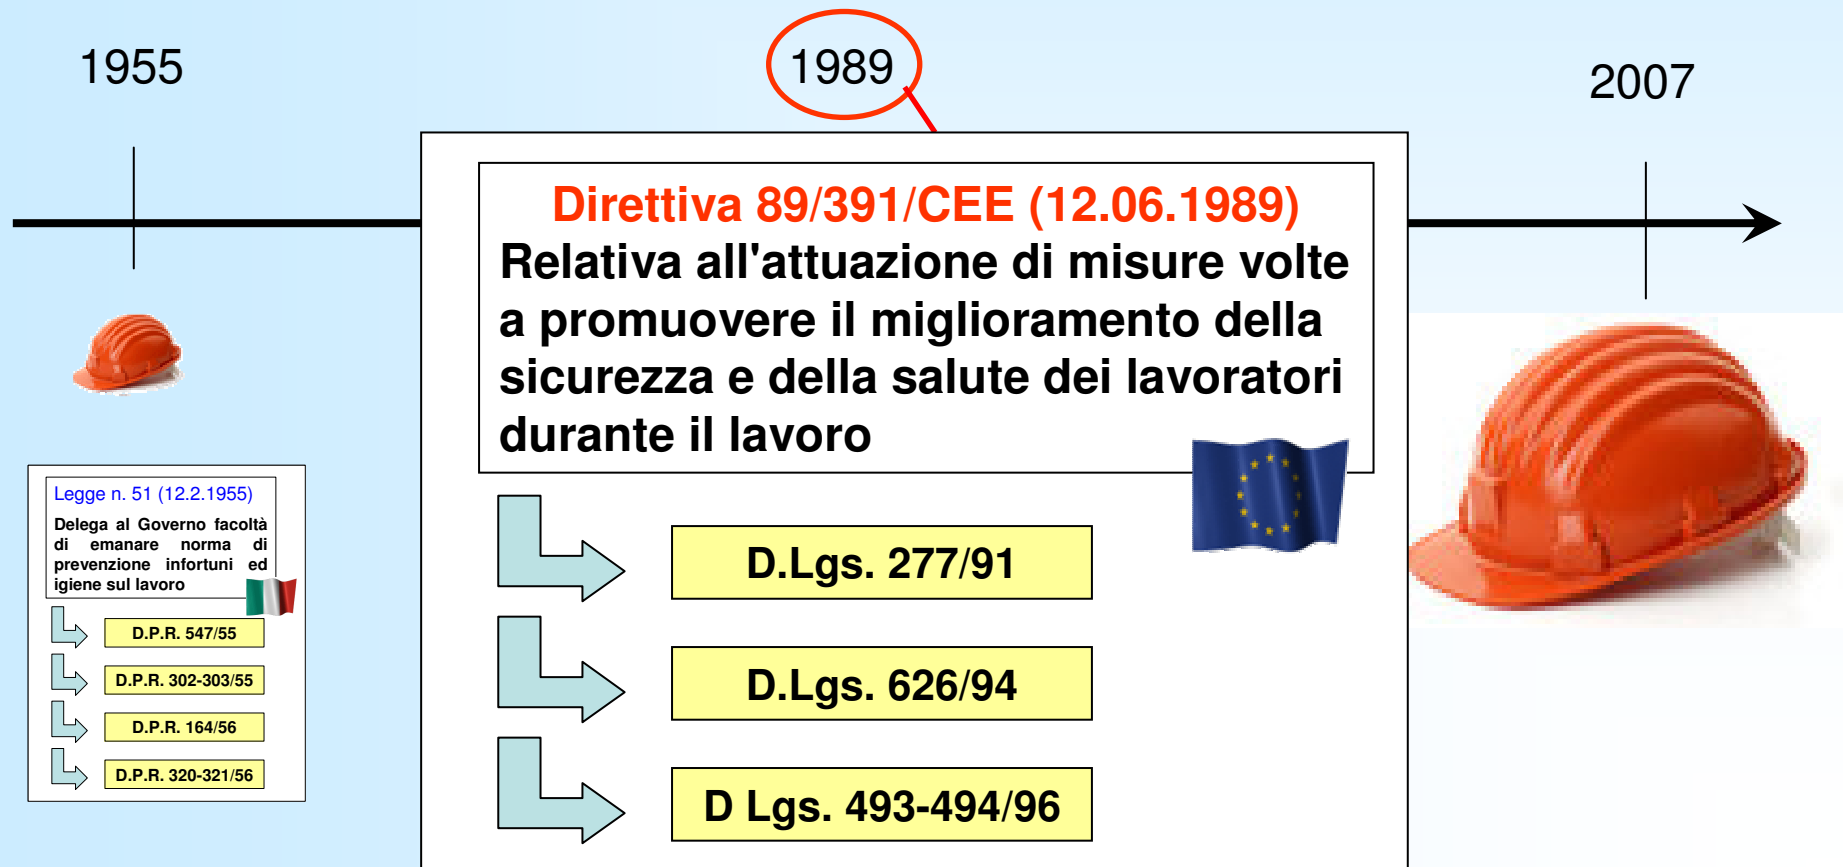 1955
1989
2007
Direttiva 89/391/CEE (12.06.1989)
Relativa all'attuazione di misure volte
a promuovere il miglioramento della
sicurezza e della salute dei lavoratori
durante il lavoro
D.Lgs. 277/91
D.Lgs. 626/94
D Lgs. 493-494/96
Legge n. 51 (12.2.1955)
Delega al Governo facoltà
di emanare norma di
prevenzione infortuni ed
igiene sul lavoro
D.P.R. 547/55
D.P.R. 302-303/55
D.P.R. 164/56
D.P.R. 320-321/56